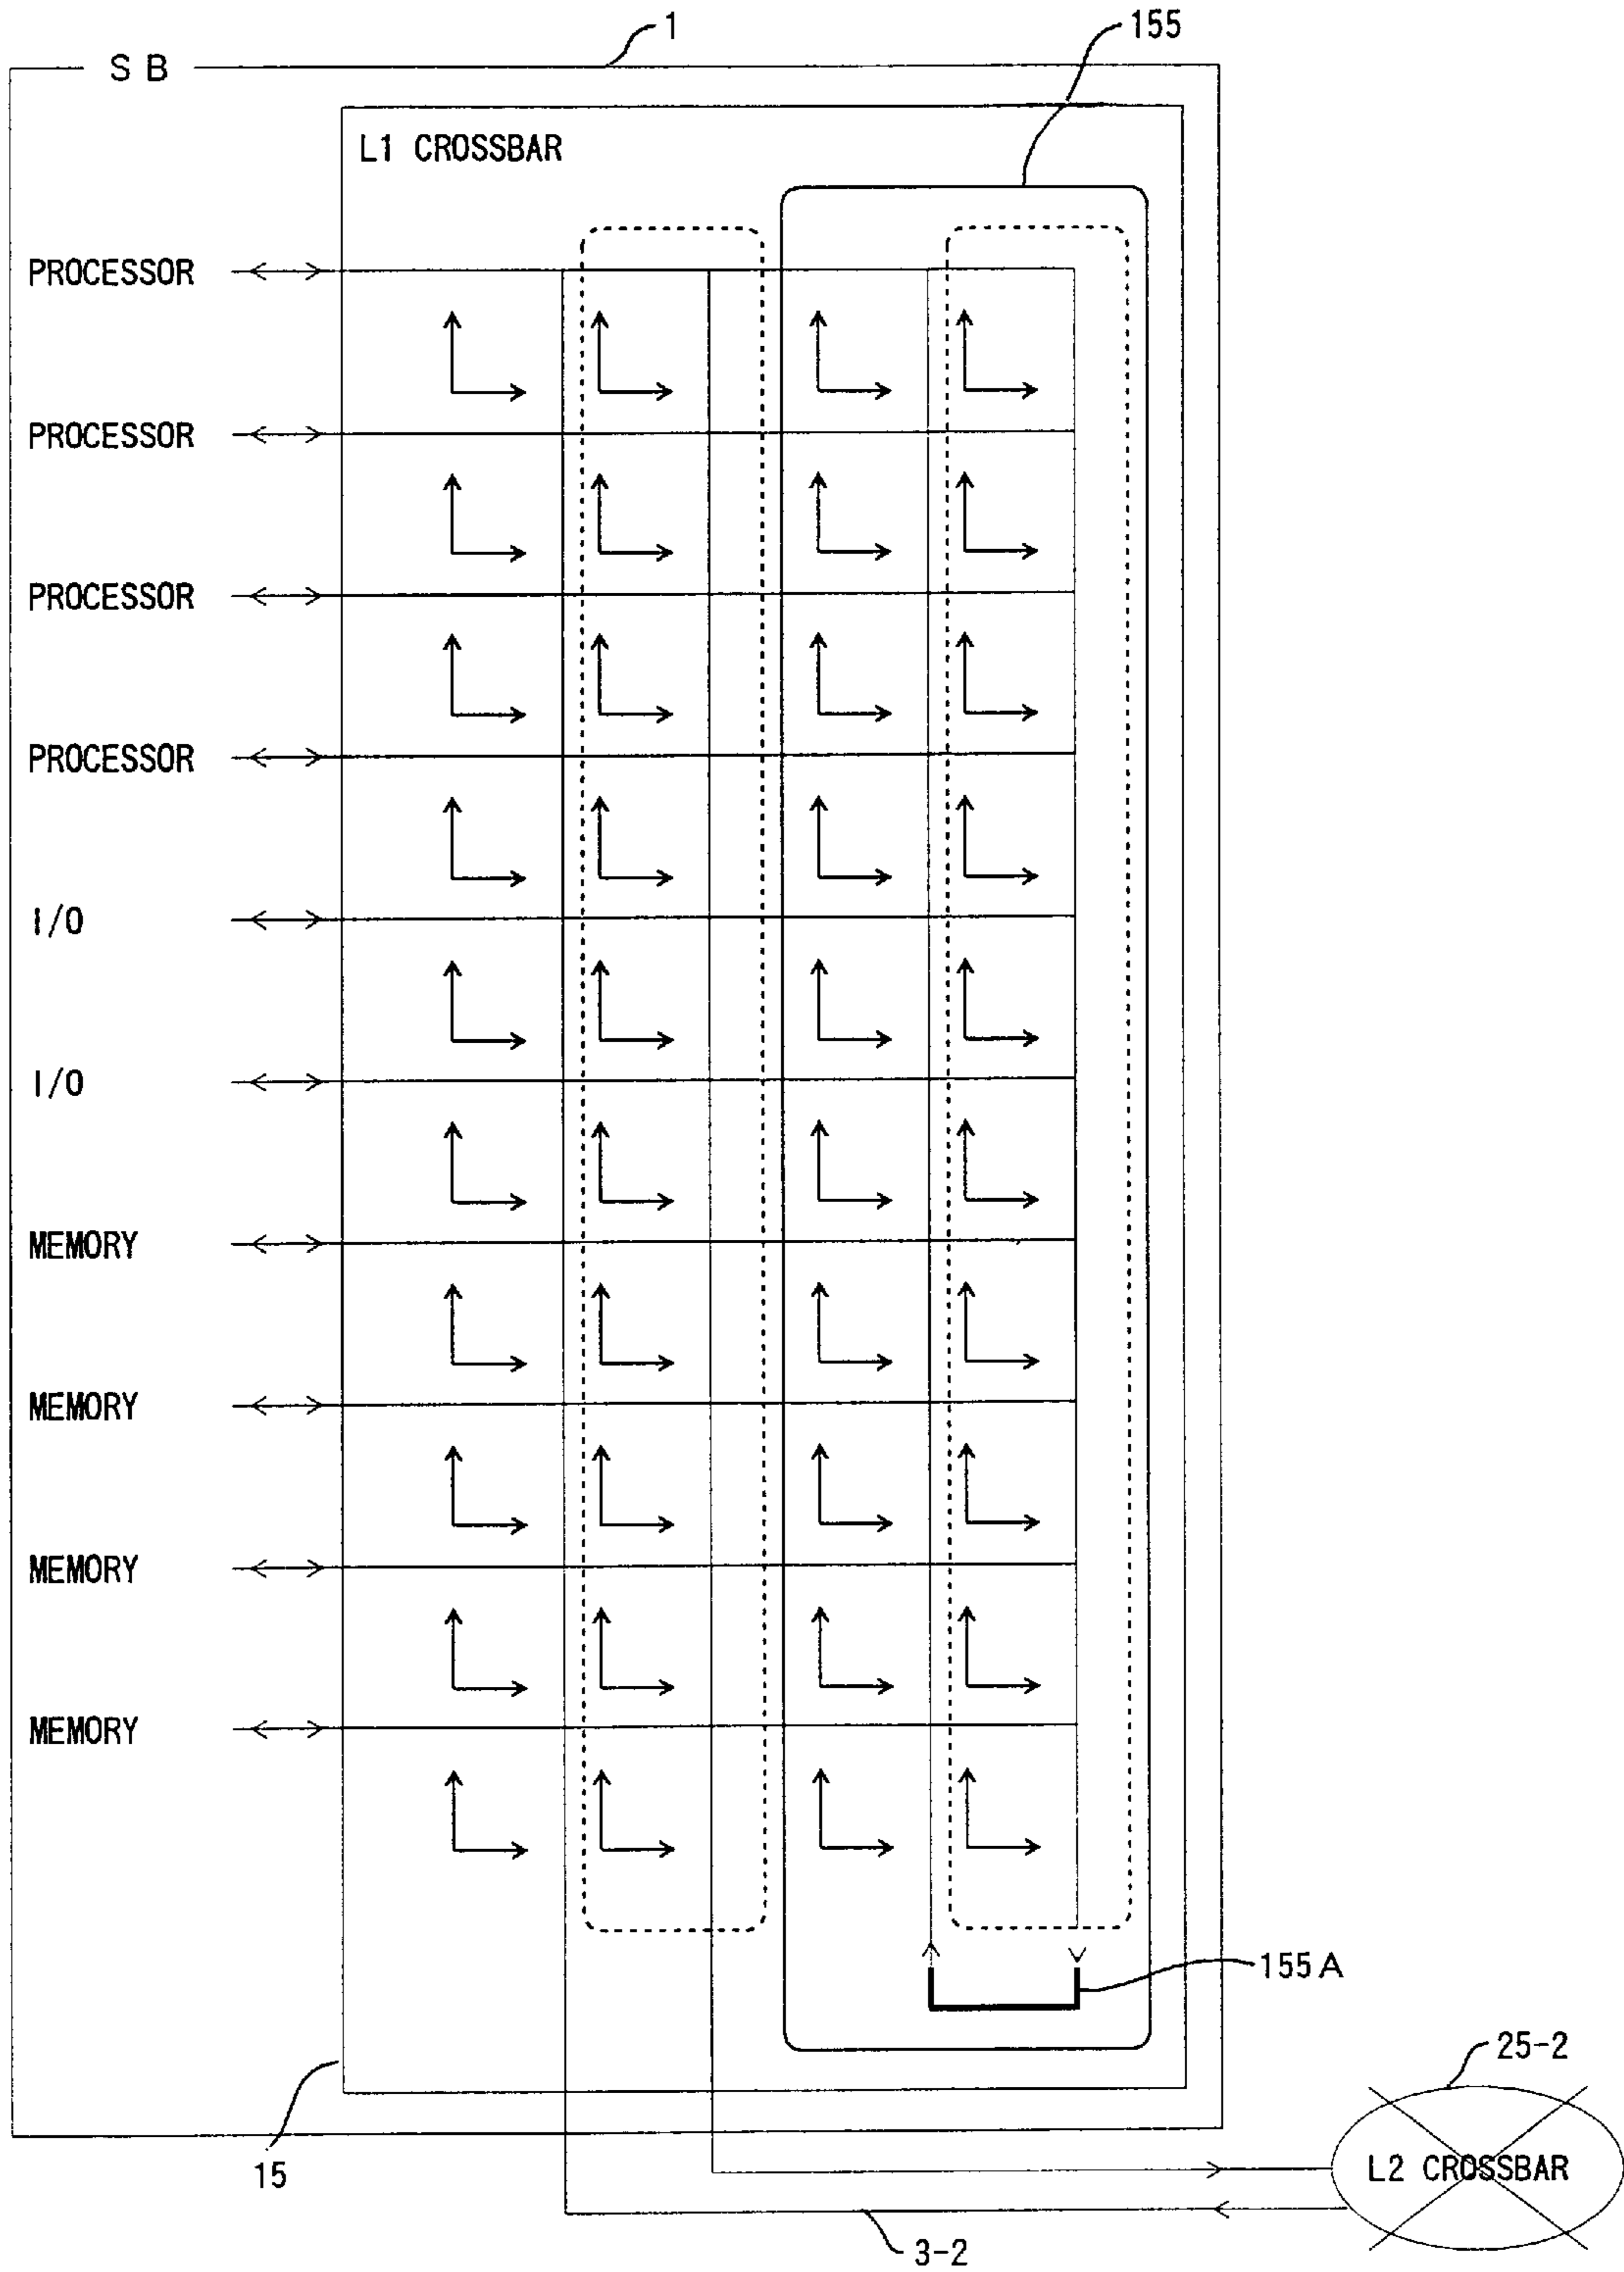 1
155
SB
L1 CROSSBAR
PROCESSOR
PROCESSOR
PROCESSOR
PROCESSOR
I/O
I/O
MEMORY
MEMORY
MEMORY
MEMORY
155A
25-2
15
L2 CROSSBAR
3-2